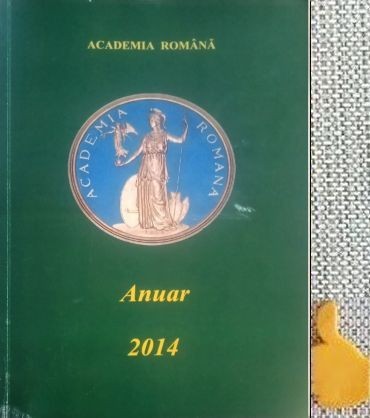 ACADEMIA ROMÂNĂ
ACADEMIA ROMANA
Anuar
2014